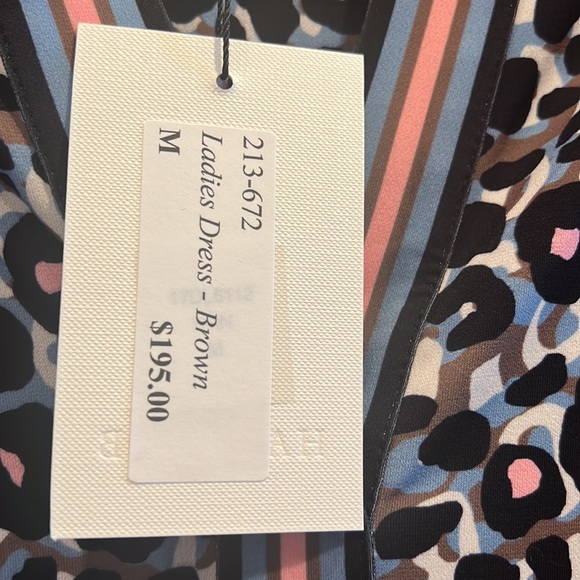 213-672
Ladies Dress - Brown
M
$195.00